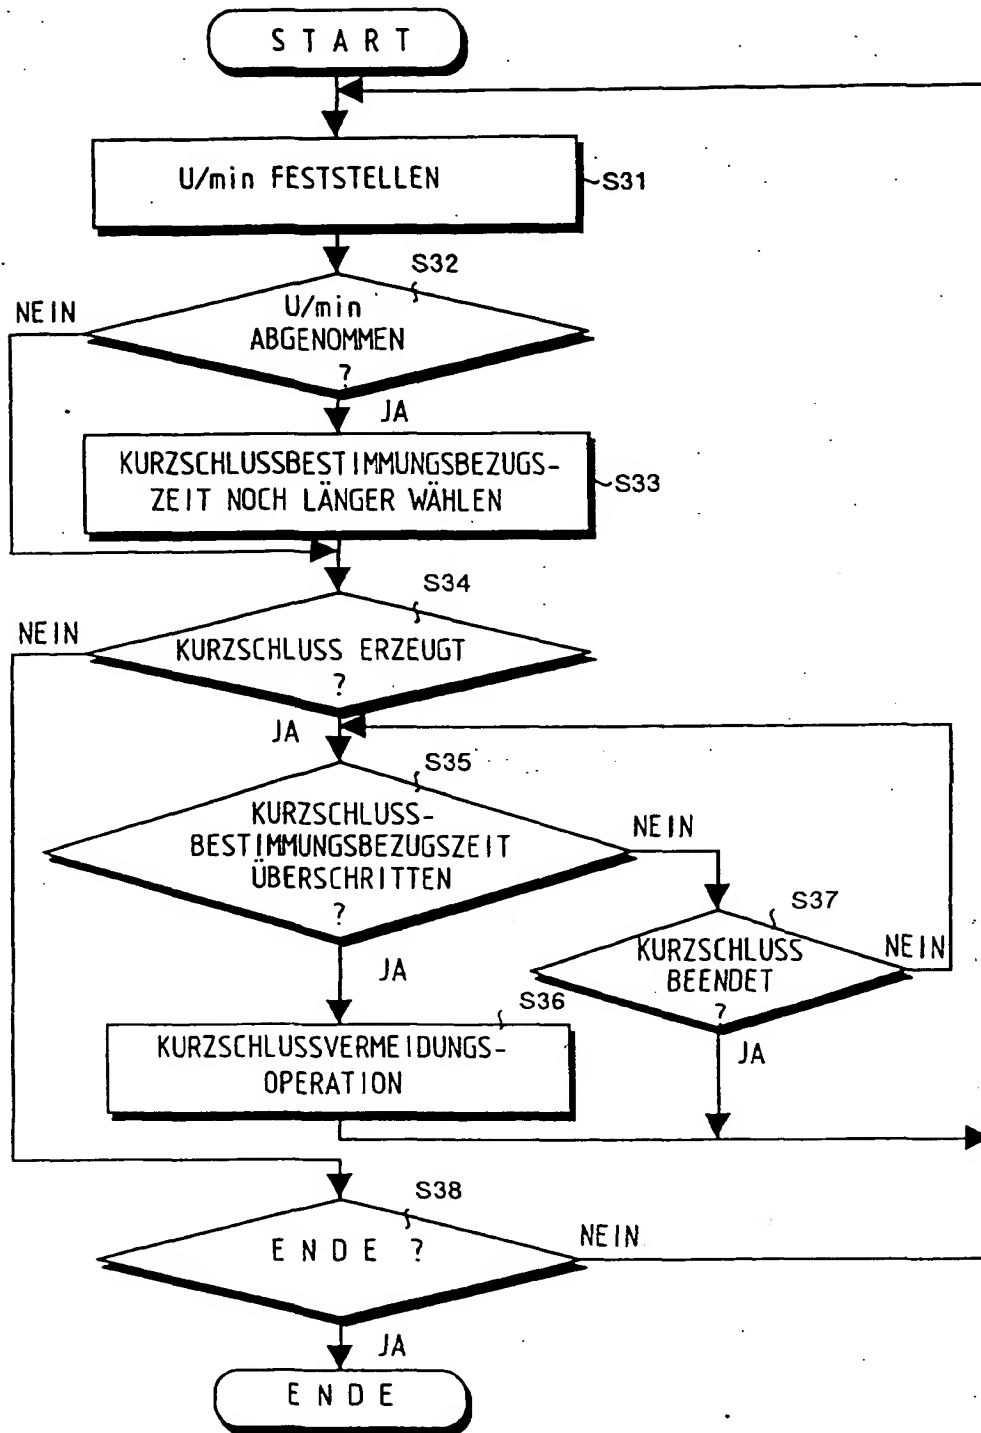 START
U/min FESTSTELLEN
S31
S32
NEIN
U/min
ABGENOMMEN
?
JA
KURZSCHLUSSBESTIMMUNGSBEZUGS-
ZEIT NOCH LÄNGER WÄHLEN
S33
S34
NEIN
KURZSCHLUSS ERZEUGT
?
JA
S35
KURZSCHLUSS-
BESTIMMUNGSBEZUGSZEIT
ÜBERSCHRITTEN
?
NEIN
JA
S37
KURZSCHLUSS
BEENDET
?
NEIN
JA
S36
KURZSCHLUSSVERMEIDUNGS-
OPERATION
S38
ENDE ?
NEIN
JA
ENDE